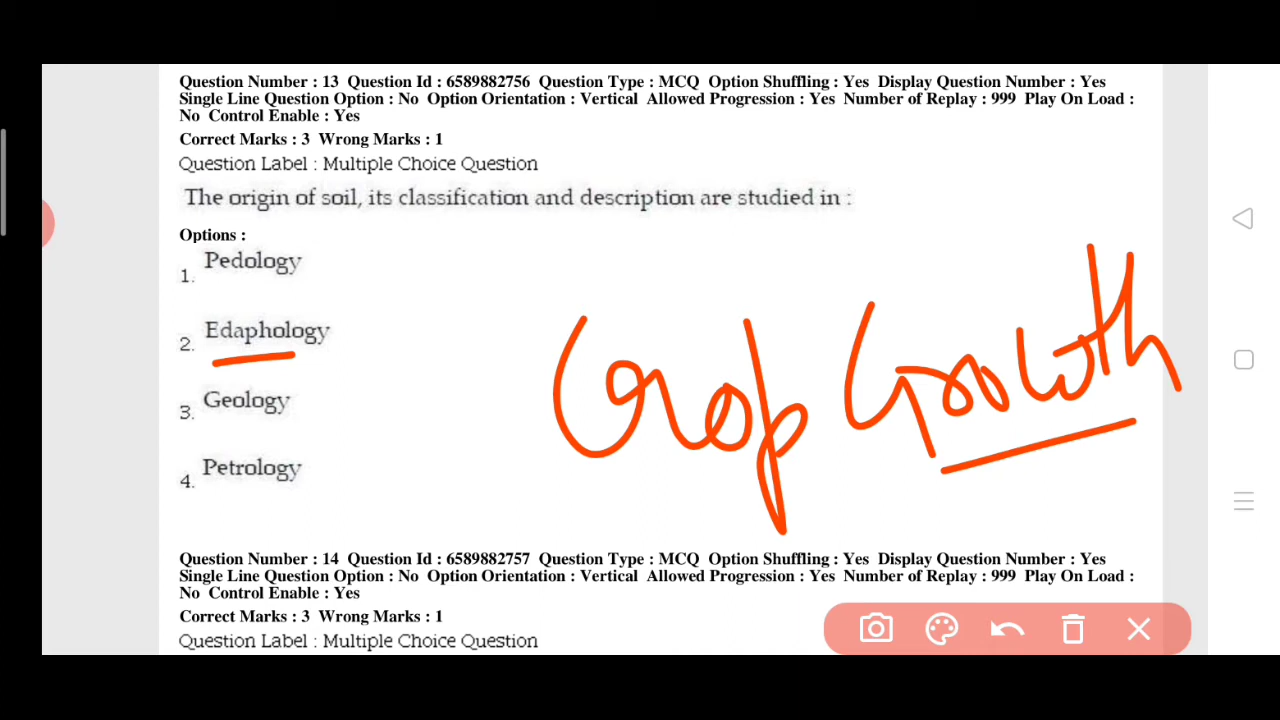 Question Number : 13 Question Id : 6589882756 Question Type : MCQ Option Shuffling : Yes Display Question Number : Yes
Single Line Question Option : No Option Orientation : Vertical Allowed Progression : Yes Number of Replay : 999 Play On Load :
No Control Enable : Yes
Correct Marks : 3 Wrong Marks : 1
Question Label : Multiple Choice Question
The origin of soil, its classification and description are studied in :
Options :
1. Pedology
2. Edaphology
3. Geology
4. Petrology
Crop Growth
Question Number : 14 Question Id : 6589882757 Question Type : MCQ Option Shuffling : Yes Display Question Number : Yes
Single Line Question Option : No Option Orientation : Vertical Allowed Progression : Yes Number of Replay : 999 Play On Load :
No Control Enable : Yes
Correct Marks : 3 Wrong Marks : 1
Question Label : Multiple Choice Question